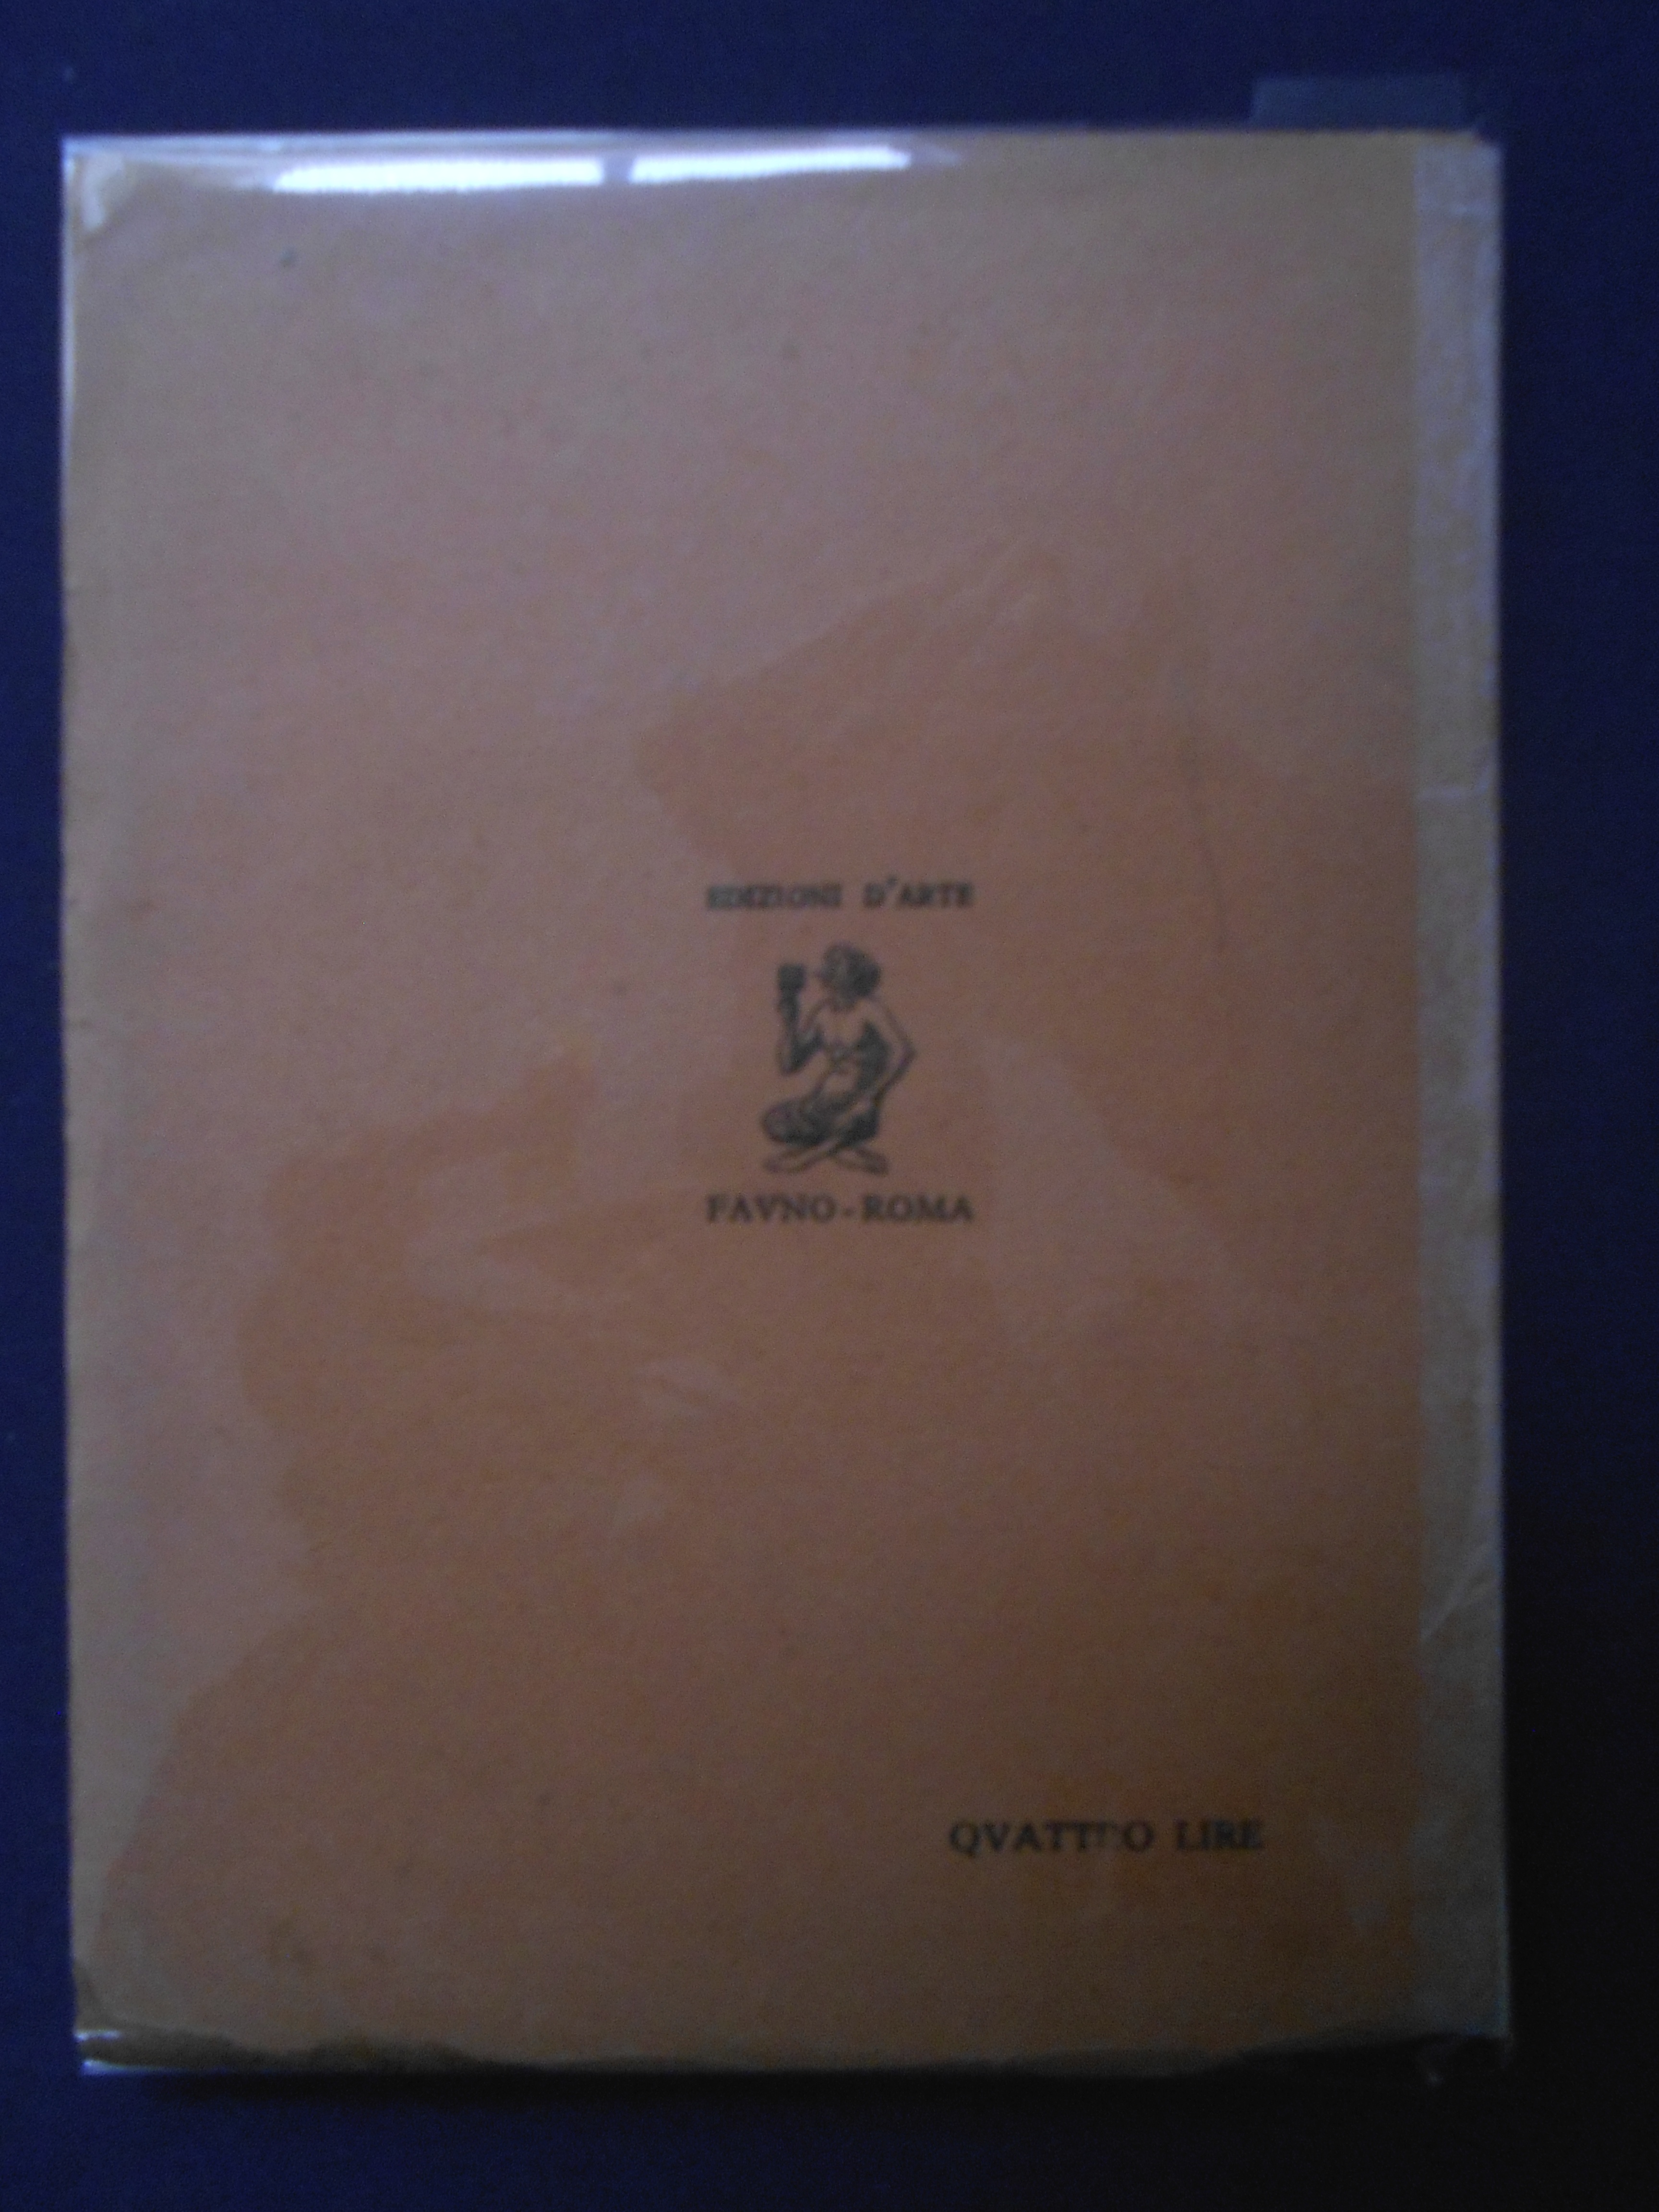 EDIZIONI D'ARTE
FAVNO-ROMA
QVATTRO LIRE